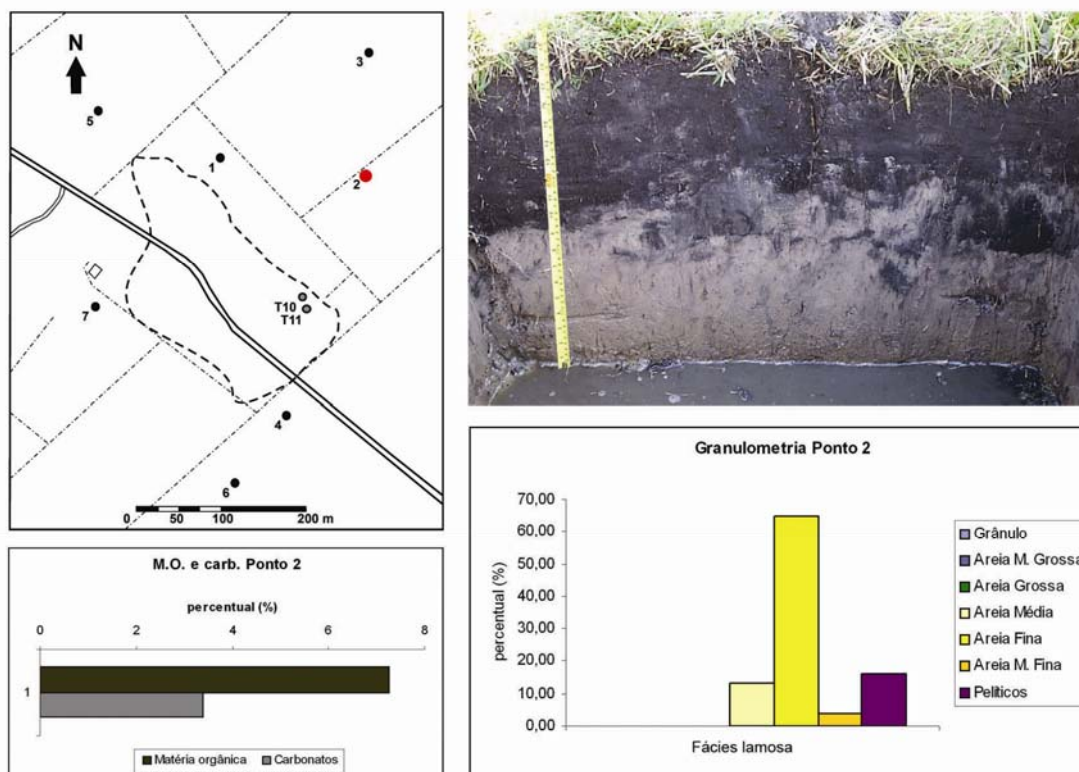 N
3
5
1
2
T10
T11
7
4
6
0 50 100 200 m
M.O. e carb. Ponto 2
percentual (%)
0 2 4 6 8
1
Matéria orgânica Carbonatos
Granulometria Ponto 2
percentual (%)
70,00
60,00
50,00
40,00
30,00
20,00
10,00
0,00
Fácies lamosa
Grânulo
Areia M. Grossa
Areia Grossa
Areia Média
Areia Fina
Areia M. Fina
Pelíticos